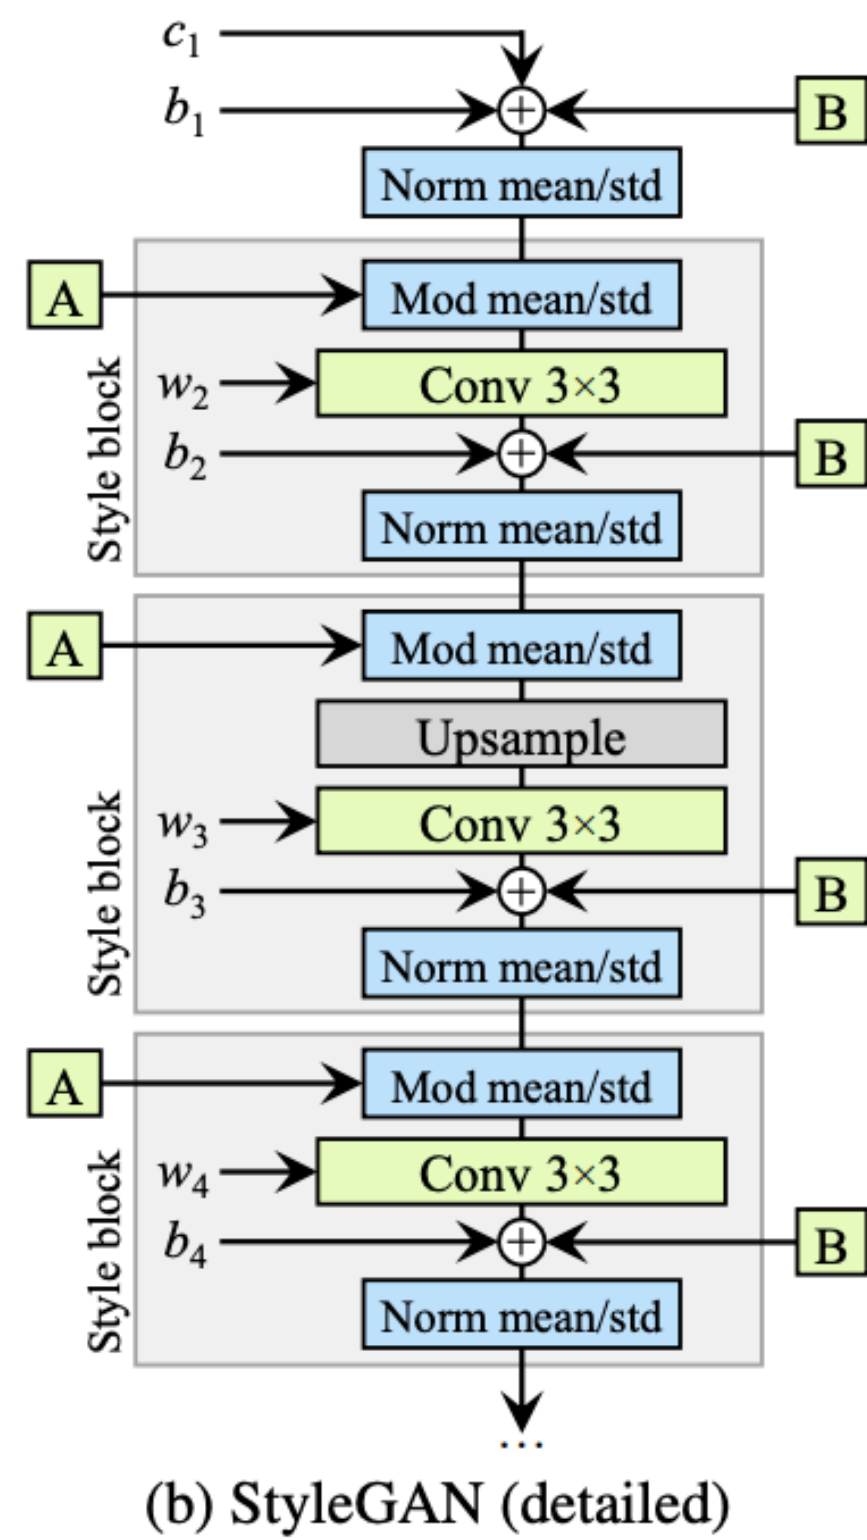 c₁
b₁
B
Norm mean/std
A
Mod mean/std
w₂
Conv 3×3
b₂
B
Norm mean/std
Style block
A
Mod mean/std
Upsample
w₃
Conv 3×3
b₃
B
Norm mean/std
Style block
A
Mod mean/std
w₄
Conv 3×3
b₄
B
Norm mean/std
Style block
...
(b) StyleGAN (detailed)